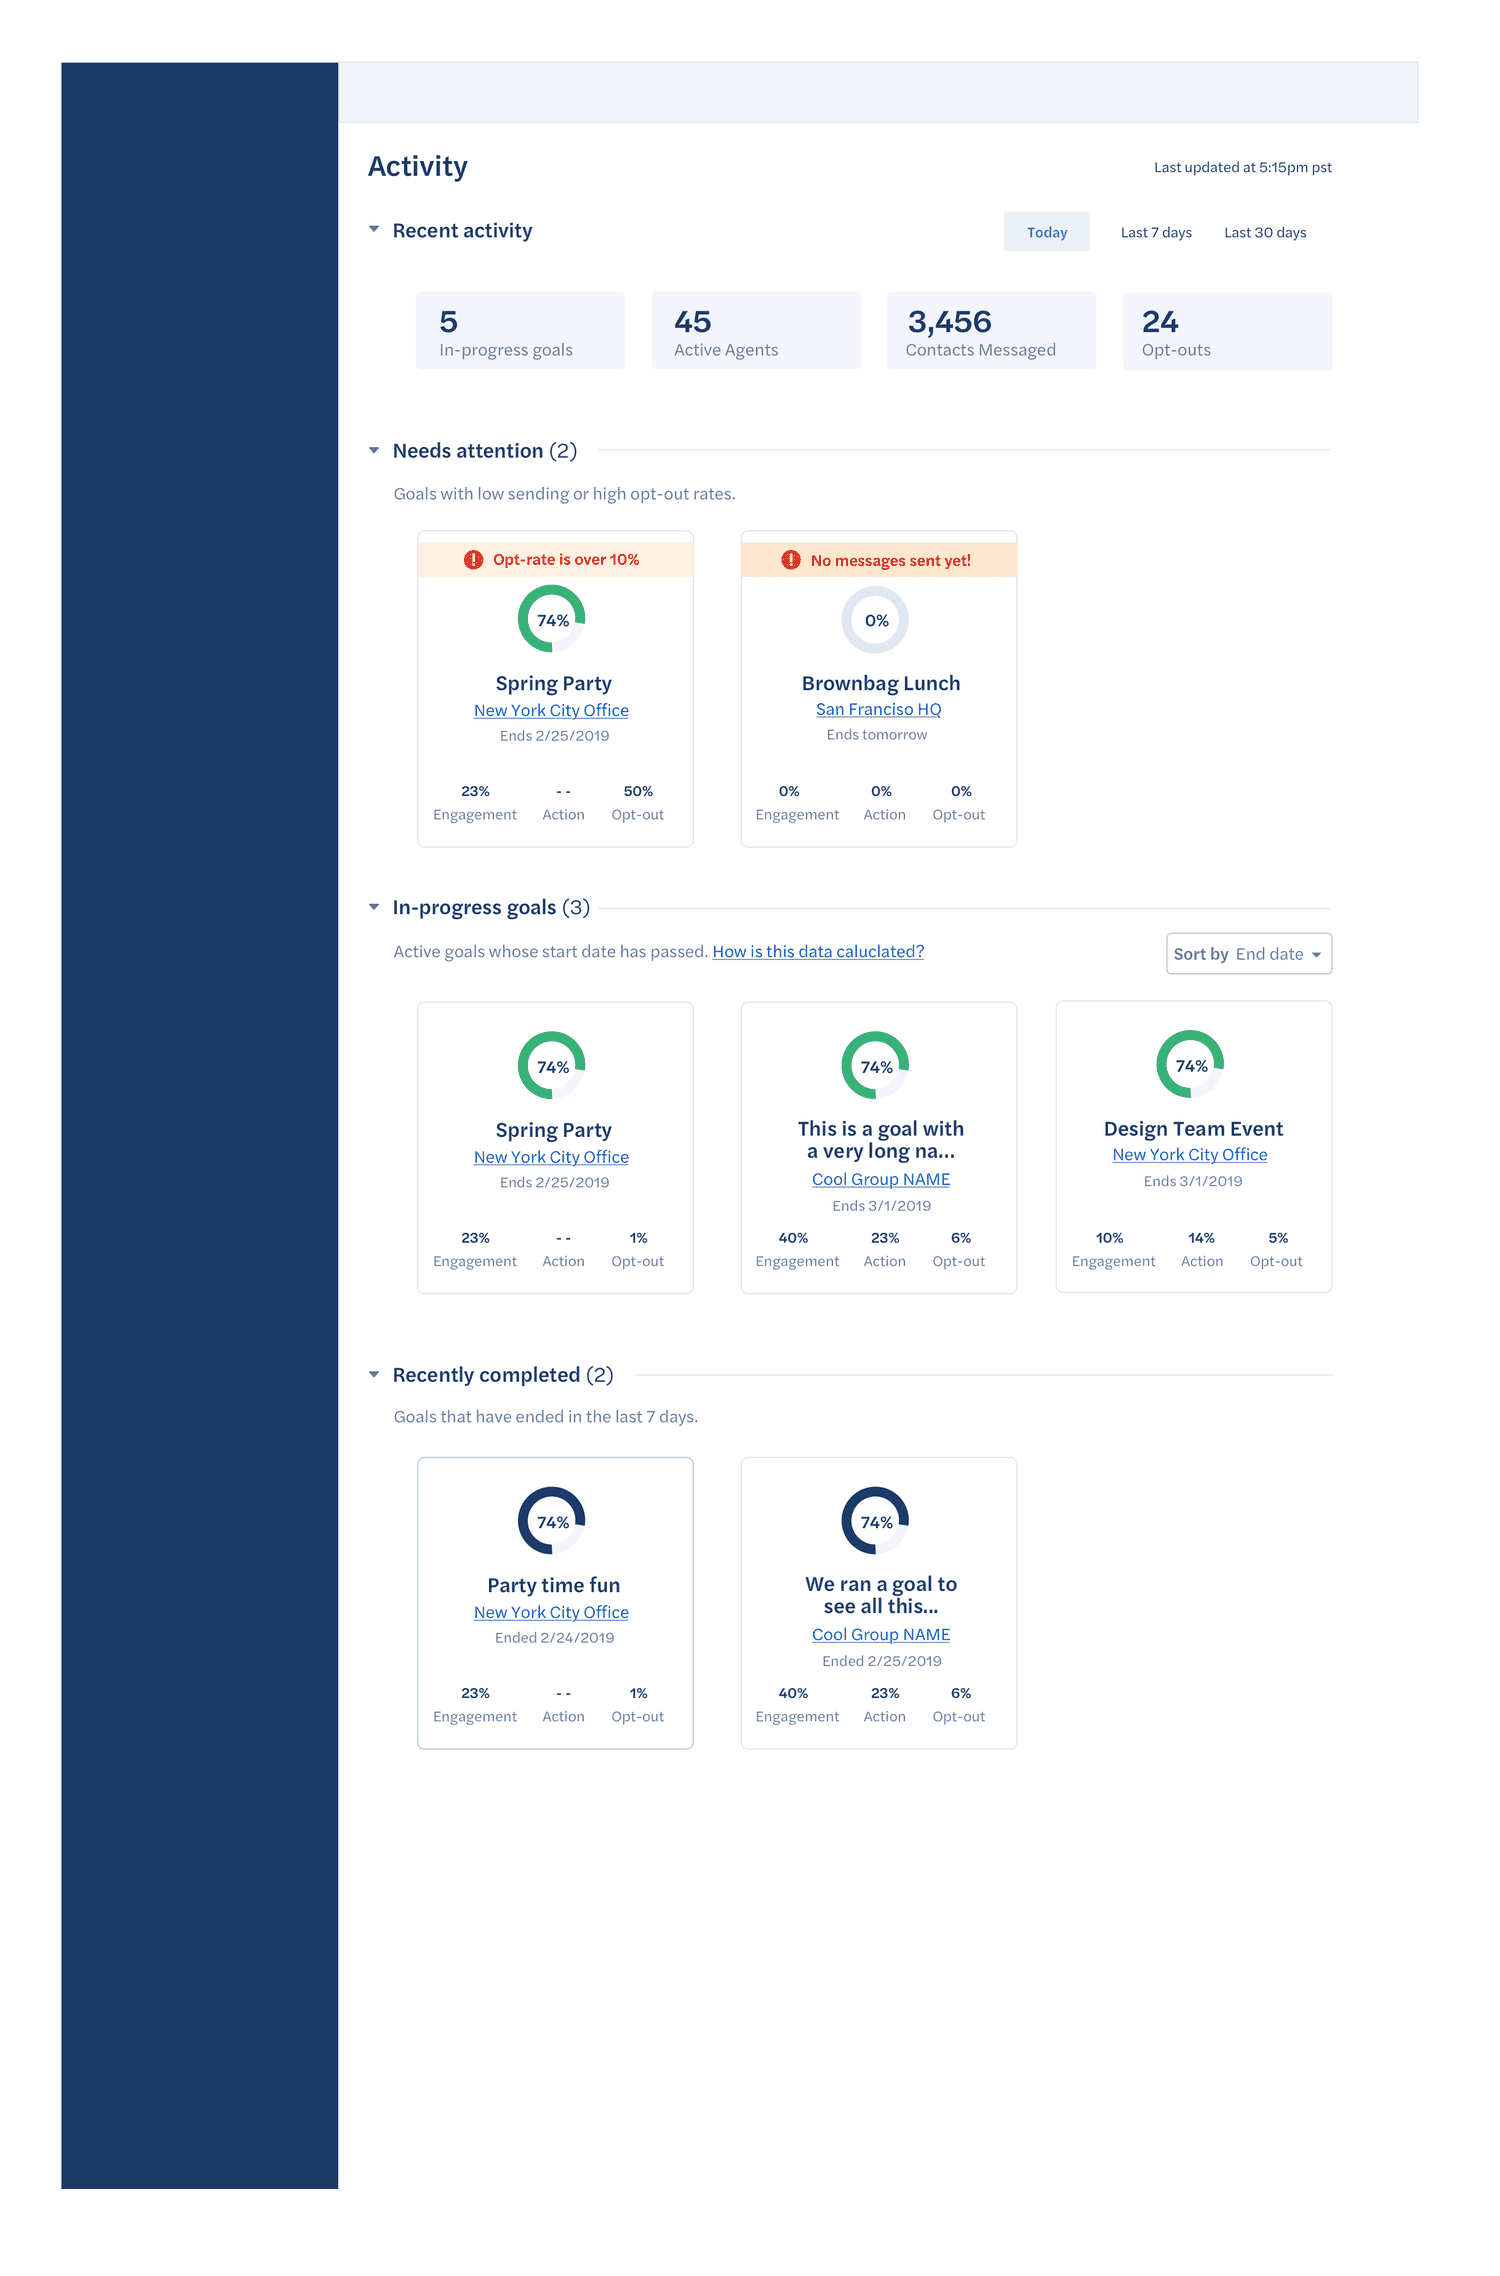 Activity
Last updated at 5:15pm pst
Recent activity
Today
Last 7 days
Last 30 days
5
In-progress goals
45
Active Agents
3,456
Contacts Messaged
24
Opt-outs
Needs attention (2)
Goals with low sending or high opt-out rates.
Opt-rate is over 10%
74%
Spring Party
New York City Office
Ends 2/25/2019
23% - - 50%
Engagement Action Opt-out
No messages sent yet!
0%
Brownbag Lunch
San Franciso HQ
Ends tomorrow
0% 0% 0%
Engagement Action Opt-out
In-progress goals (3)
Active goals whose start date has passed. How is this data caluclated?
Sort by End date
74%
Spring Party
New York City Office
Ends 2/25/2019
23% - - 1%
Engagement Action Opt-out
74%
This is a goal with
a very long na...
Cool Group NAME
Ends 3/1/2019
40% 23% 6%
Engagement Action Opt-out
74%
Design Team Event
New York City Office
Ends 3/1/2019
10% 14% 5%
Engagement Action Opt-out
Recently completed (2)
Goals that have ended in the last 7 days.
74%
Party time fun
New York City Office
Ended 2/24/2019
23% - - 1%
Engagement Action Opt-out
74%
We ran a goal to
see all this...
Cool Group NAME
Ended 2/25/2019
40% 23% 6%
Engagement Action Opt-out